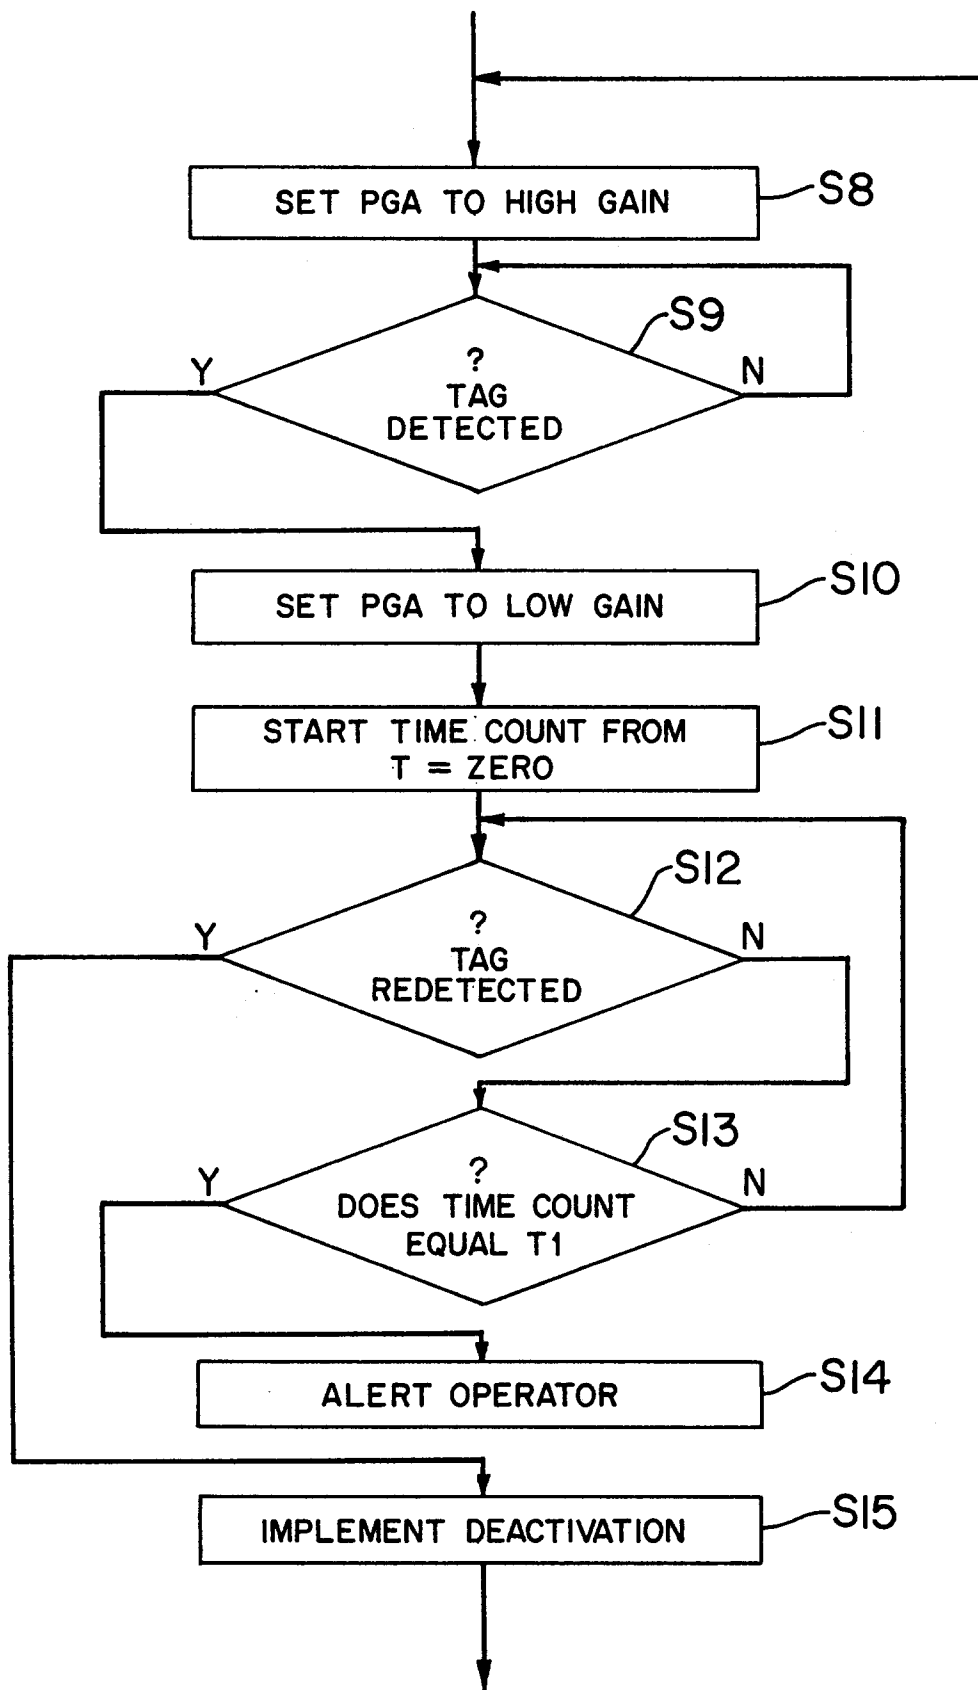 SET PGA TO HIGH GAIN
S8
S9
Y
?
N
TAG
DETECTED
S10
SET PGA TO LOW GAIN
S11
START TIME COUNT FROM
T = ZERO
S12
Y
?
N
TAG
REDETECTED
S13
Y
?
N
DOES TIME COUNT
EQUAL T1
S14
ALERT OPERATOR
S15
IMPLEMENT DEACTIVATION